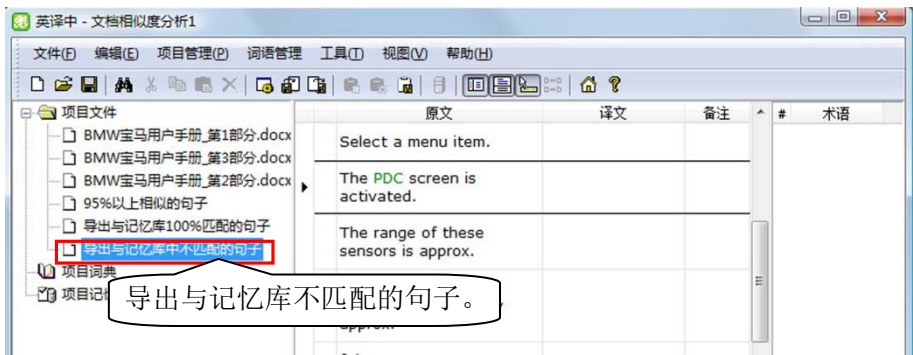 英译中 - 文档相似度分析1
文件(F) 编辑(E) 项目管理(P) 词语管理 工具(T) 视图(V) 帮助(H)
项目文件
BMW宝马用户手册_第1部分.docx
BMW宝马用户手册_第3部分.docx
BMW宝马用户手册_第2部分.docx
95%以上相似的句子
导出与记忆库100%匹配的句子
导出与记忆库中不匹配的句子
项目词典
项目记
导出与记忆库不匹配的句子。
原文 译文 备注
Select a menu item.
The PDC screen is
activated.
The range of these
sensors is approx.
approx.
# 术语